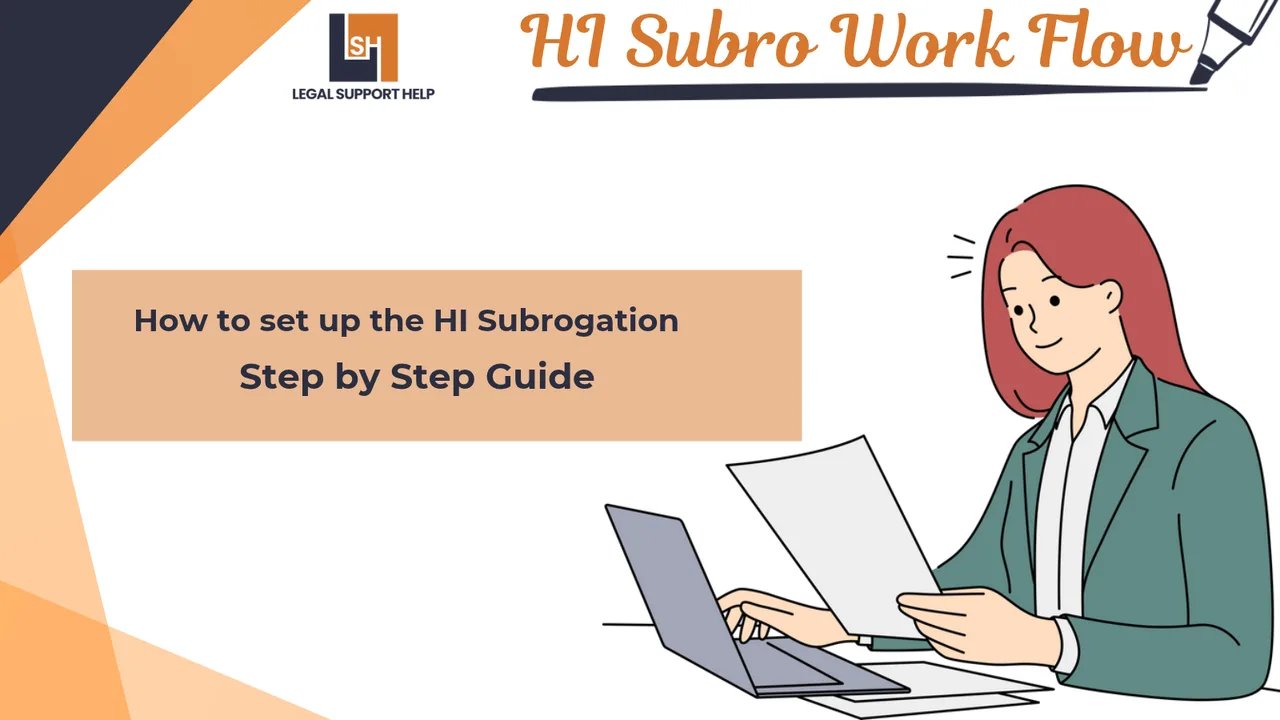 SH
LEGAL SUPPORT HELP
HI Subro Work Flow
How to set up the HI Subrogation
Step by Step Guide